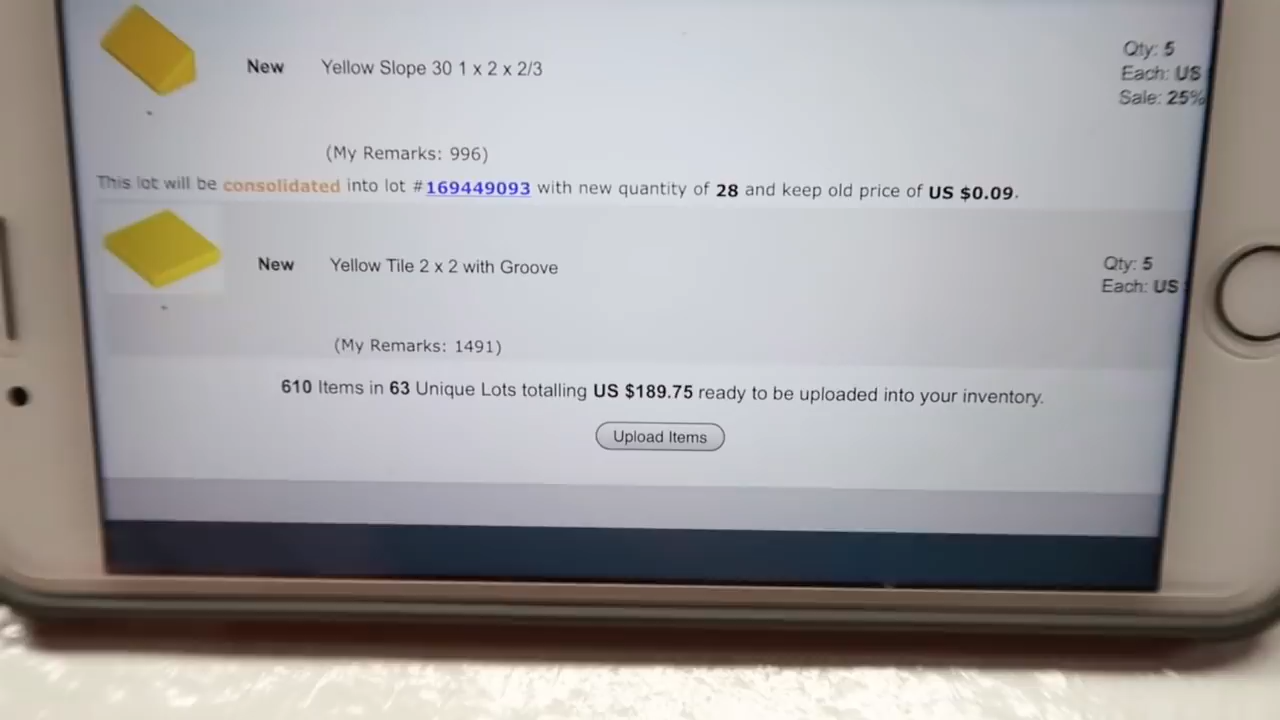 New Yellow Slope 30 1 x 2 x 2/3 Qty: 5
Each: US
Sale: 25%
(My Remarks: 996)
This lot will be consolidated into lot #169449093 with new quantity of 28 and keep old price of US $0.09.
New Yellow Tile 2 x 2 with Groove Qty: 5
Each: US
(My Remarks: 1491)
610 Items in 63 Unique Lots totalling US $189.75 ready to be uploaded into your inventory.
Upload Items